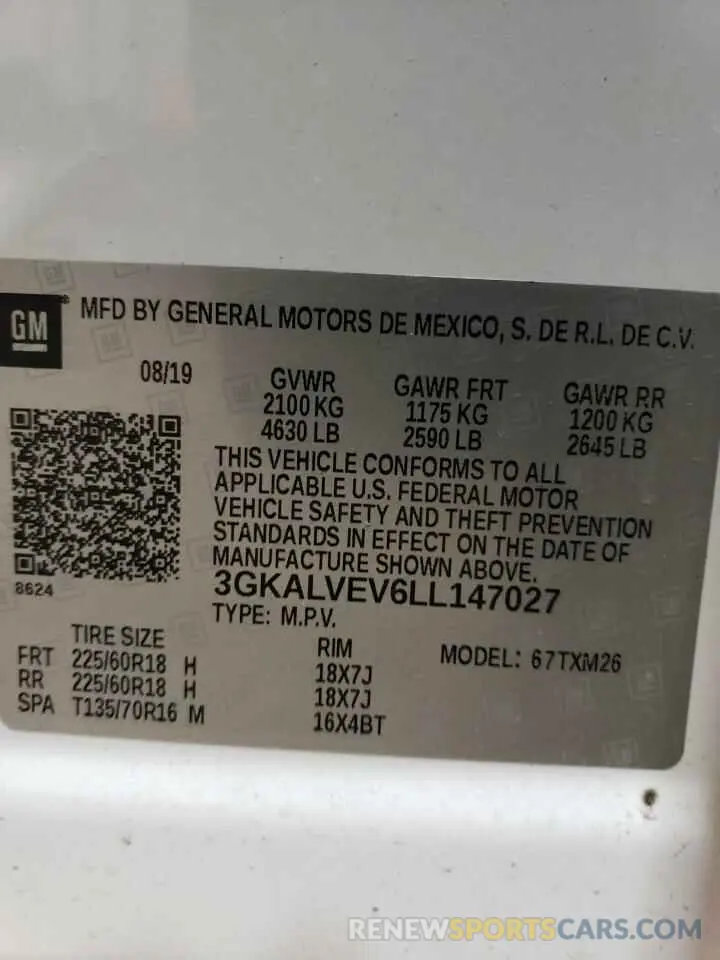 GM ® MFD BY GENERAL MOTORS DE MEXICO, S. DE R.L. DE C.V.
08/19 GVWR GAWR FRT GAWR RR
2100 KG 1175 KG 1200 KG
4630 LB 2590 LB 2645 LB
THIS VEHICLE CONFORMS TO ALL
APPLICABLE U.S. FEDERAL MOTOR
VEHICLE SAFETY AND THEFT PREVENTION
STANDARDS IN EFFECT ON THE DATE OF
MANUFACTURE SHOWN ABOVE.
8624 3GKALVEV6LL147027
TYPE: M.P.V.
TIRE SIZE RIM MODEL: 67TXM26
FRT 225/60R18 H 18X7J
RR 225/60R18 H 18X7J
SPA T135/70R16 M 16X4BT
RENEWSPORTSCARS.COM